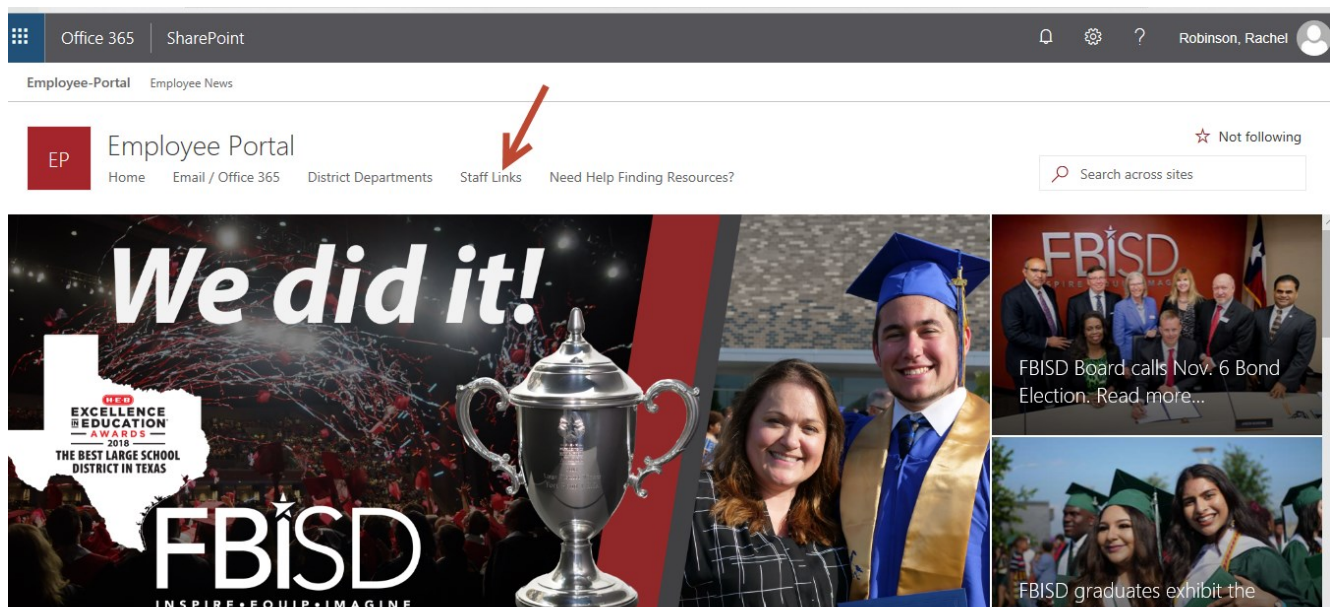 Office 365 SharePoint ? Robinson, Rachel
Employee-Portal Employee News
EP Employee Portal
Home Email / Office 365 District Departments Staff Links Need Help Finding Resources?
Not following
Search across sites
We did it!
H-E-B
EXCELLENCE
IN EDUCATION
AWARDS
2018
THE BEST LARGE SCHOOL
DISTRICT IN TEXAS
FBISD
INSPIRE•EQUIP•IMAGINE
FBISD
INSPIRE•EQUIP•IMAG
FBISD Board calls Nov. 6 Bond
Election. Read more...
FBISD graduates exhibit the